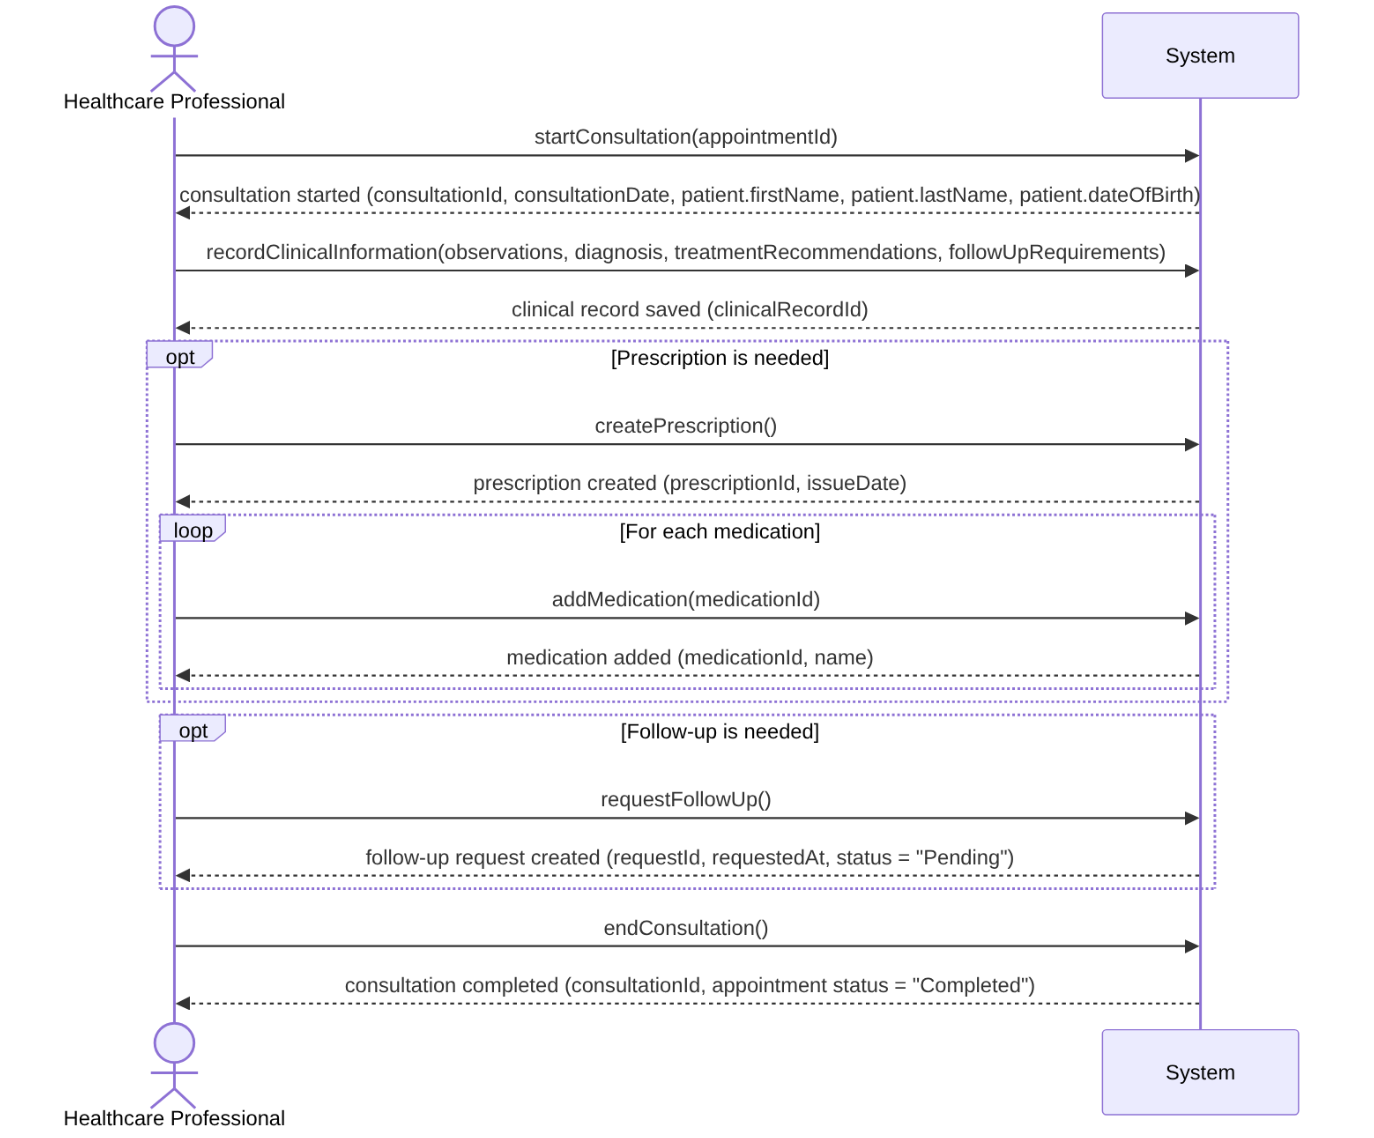 Healthcare Professional
System
startConsultation(appointmentId)
consultation started (consultationId, consultationDate, patient.firstName, patient.lastName, patient.dateOfBirth)
recordClinicalInformation(observations, diagnosis, treatmentRecommendations, followUpRequirements)
clinical record saved (clinicalRecordId)
opt
[Prescription is needed]
createPrescription()
prescription created (prescriptionId, issueDate)
loop
[For each medication]
addMedication(medicationId)
medication added (medicationId, name)
opt
[Follow-up is needed]
requestFollowUp()
follow-up request created (requestId, requestedAt, status = "Pending")
endConsultation()
consultation completed (consultationId, appointment status = "Completed")
Healthcare Professional
System